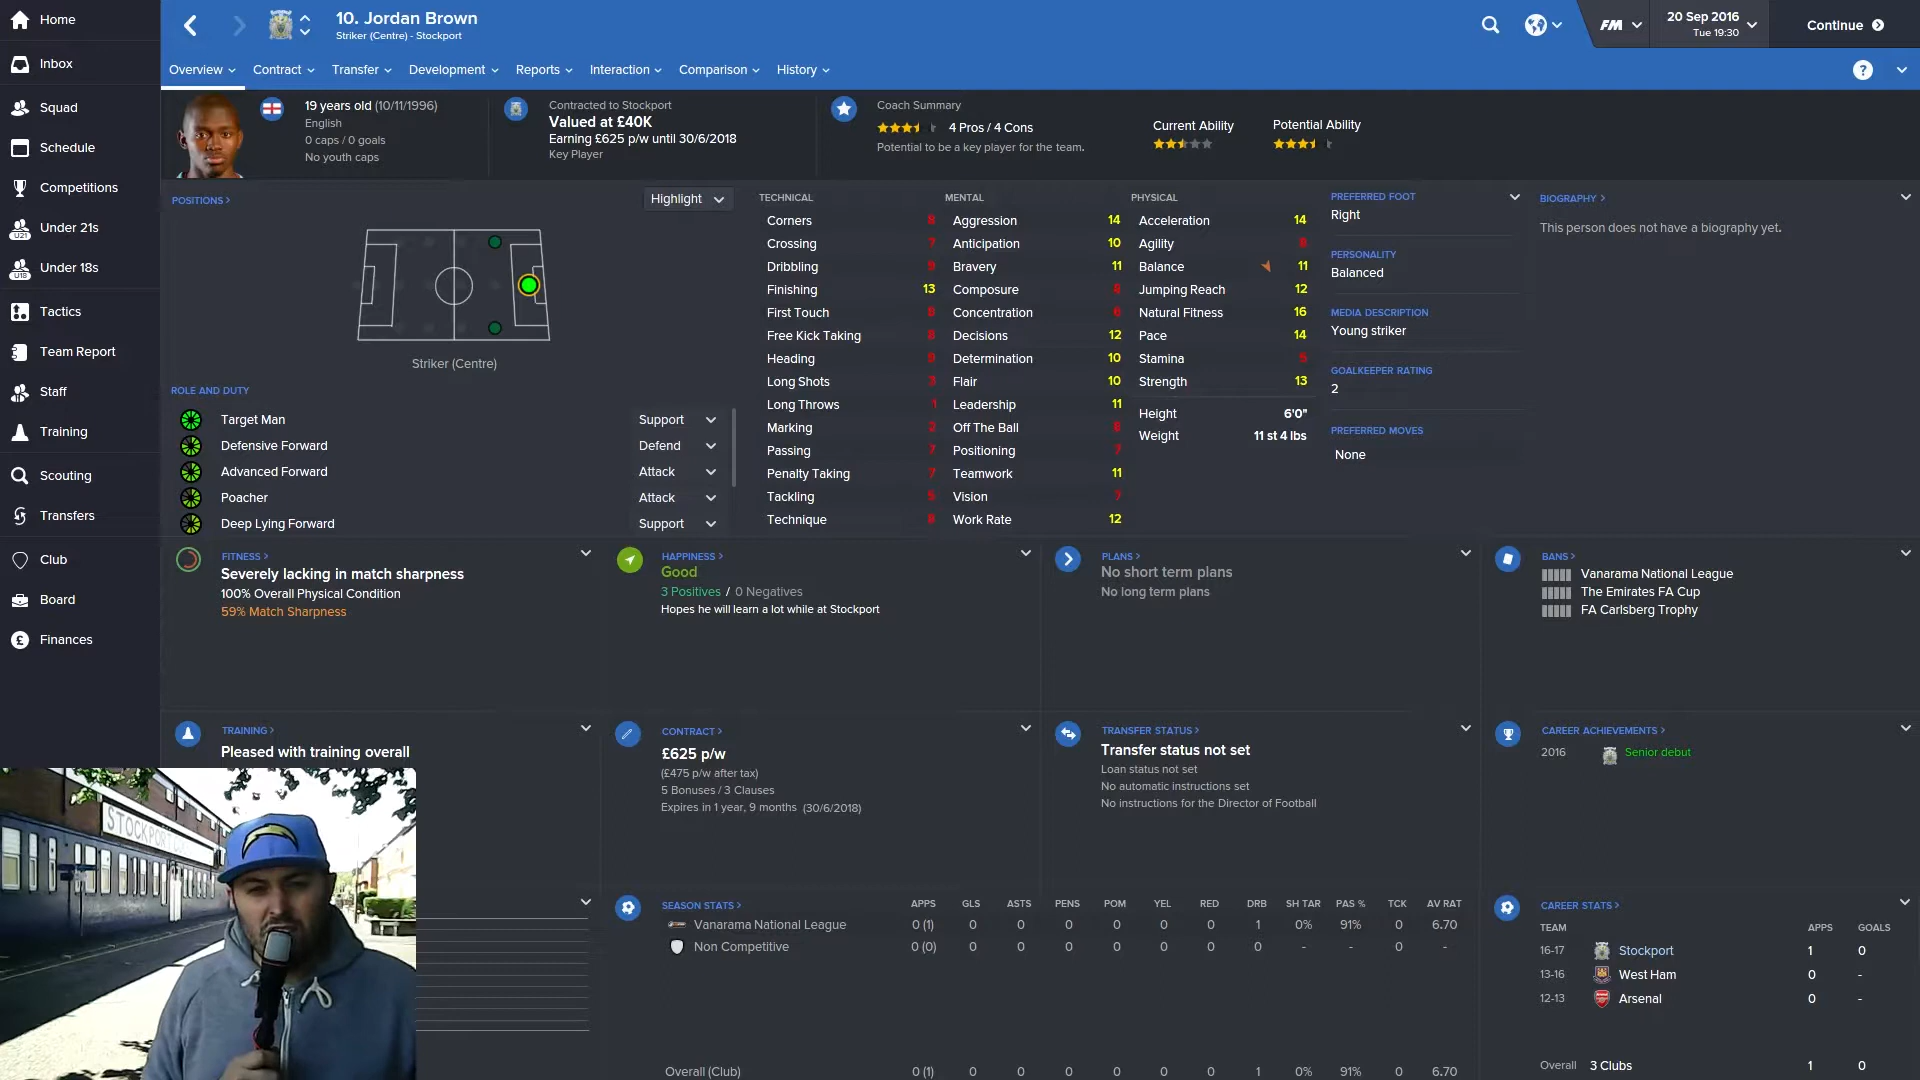 Home
Inbox
Squad
Schedule
Competitions
Under 21s
Under 18s
Tactics
Team Report
Staff
Training
Scouting
Transfers
Club
Board
Finances
10. Jordan Brown
Striker (Centre) - Stockport
FM
20 Sep 2016
Tue 19:30
Continue
Overview
Contract
Transfer
Development
Reports
Interaction
Comparison
History
?
19 years old (10/11/1996)
English
0 caps / 0 goals
No youth caps
Contracted to Stockport
Valued at £40K
Earning £625 p/w until 30/6/2018
Key Player
Coach Summary
4 Pros / 4 Cons
Potential to be a key player for the team.
Current Ability
Potential Ability
POSITIONS >
Highlight
Striker (Centre)
ROLE AND DUTY
Target Man Support
Defensive Forward Defend
Advanced Forward Attack
Poacher Attack
Deep Lying Forward Support
TECHNICAL
Corners 8
Crossing 7
Dribbling 9
Finishing 13
First Touch 8
Free Kick Taking 8
Heading 9
Long Shots 3
Long Throws 1
Marking 2
Passing 7
Penalty Taking 7
Tackling 5
Technique 8
MENTAL
Aggression 14
Anticipation 10
Bravery 11
Composure
Concentration 6
Decisions 12
Determination 10
Flair 10
Leadership 11
Off The Ball 8
Positioning 7
Teamwork 11
Vision 7
Work Rate 12
PHYSICAL
Acceleration 14
Agility
Balance 11
Jumping Reach 12
Natural Fitness 16
Pace 14
Stamina 5
Strength 13
Height 6'0"
Weight 11 st 4 lbs
PREFERRED FOOT
Right
PERSONALITY
Balanced
MEDIA DESCRIPTION
Young striker
GOALKEEPER RATING
2
PREFERRED MOVES
None
BIOGRAPHY >
This person does not have a biography yet.
FITNESS >
Severely lacking in match sharpness
100% Overall Physical Condition
59% Match Sharpness
HAPPINESS >
Good
3 Positives / 0 Negatives
Hopes he will learn a lot while at Stockport
PLANS >
No short term plans
No long term plans
BANS >
Vanarama National League
The Emirates FA Cup
FA Carlsberg Trophy
TRAINING >
Pleased with training overall
CONTRACT >
£625 p/w
(£475 p/w after tax)
5 Bonuses / 3 Clauses
Expires in 1 year, 9 months (30/6/2018)
TRANSFER STATUS >
Transfer status not set
Loan status not set
No automatic instructions set
No instructions for the Director of Football
CAREER ACHIEVEMENTS >
2016 Senior debut
STOCKPORT
SEASON STATS > APPS GLS ASTS PENS POM YEL RED DRB SH TAR PAS % TCK AV RAT
Vanarama National League 0 (1) 0 0 0 0 0 0 1 0% 91% 0 6.70
Non Competitive 0 (0) 0 0 0 0 0 0 0 - - 0 -
Overall (Club) 0 (1) 0 0 0 0 0 0 1 0% 91% 0 6.70
CAREER STATS >
TEAM APPS GOALS
16-17 Stockport 1 0
13-16 West Ham 0 -
12-13 Arsenal 0 -
Overall 3 Clubs 1 0